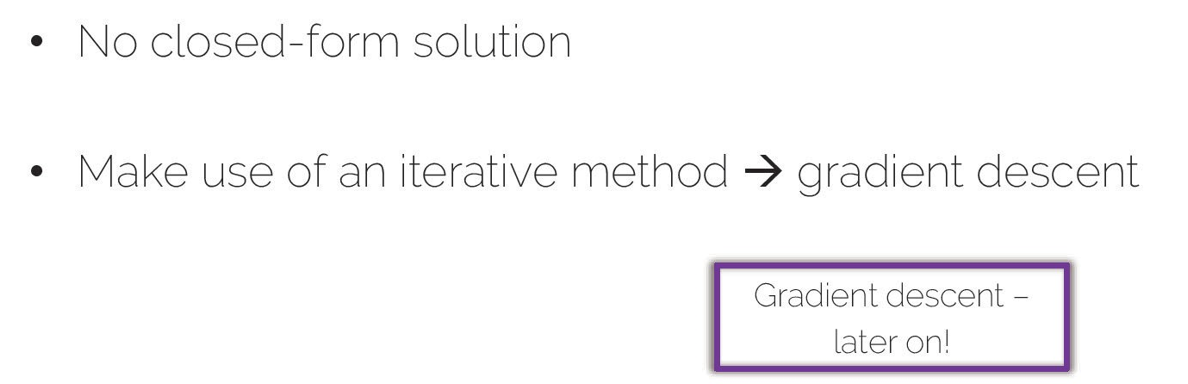 • No closed-form solution
• Make use of an iterative method → gradient descent
Gradient descent –
later on!